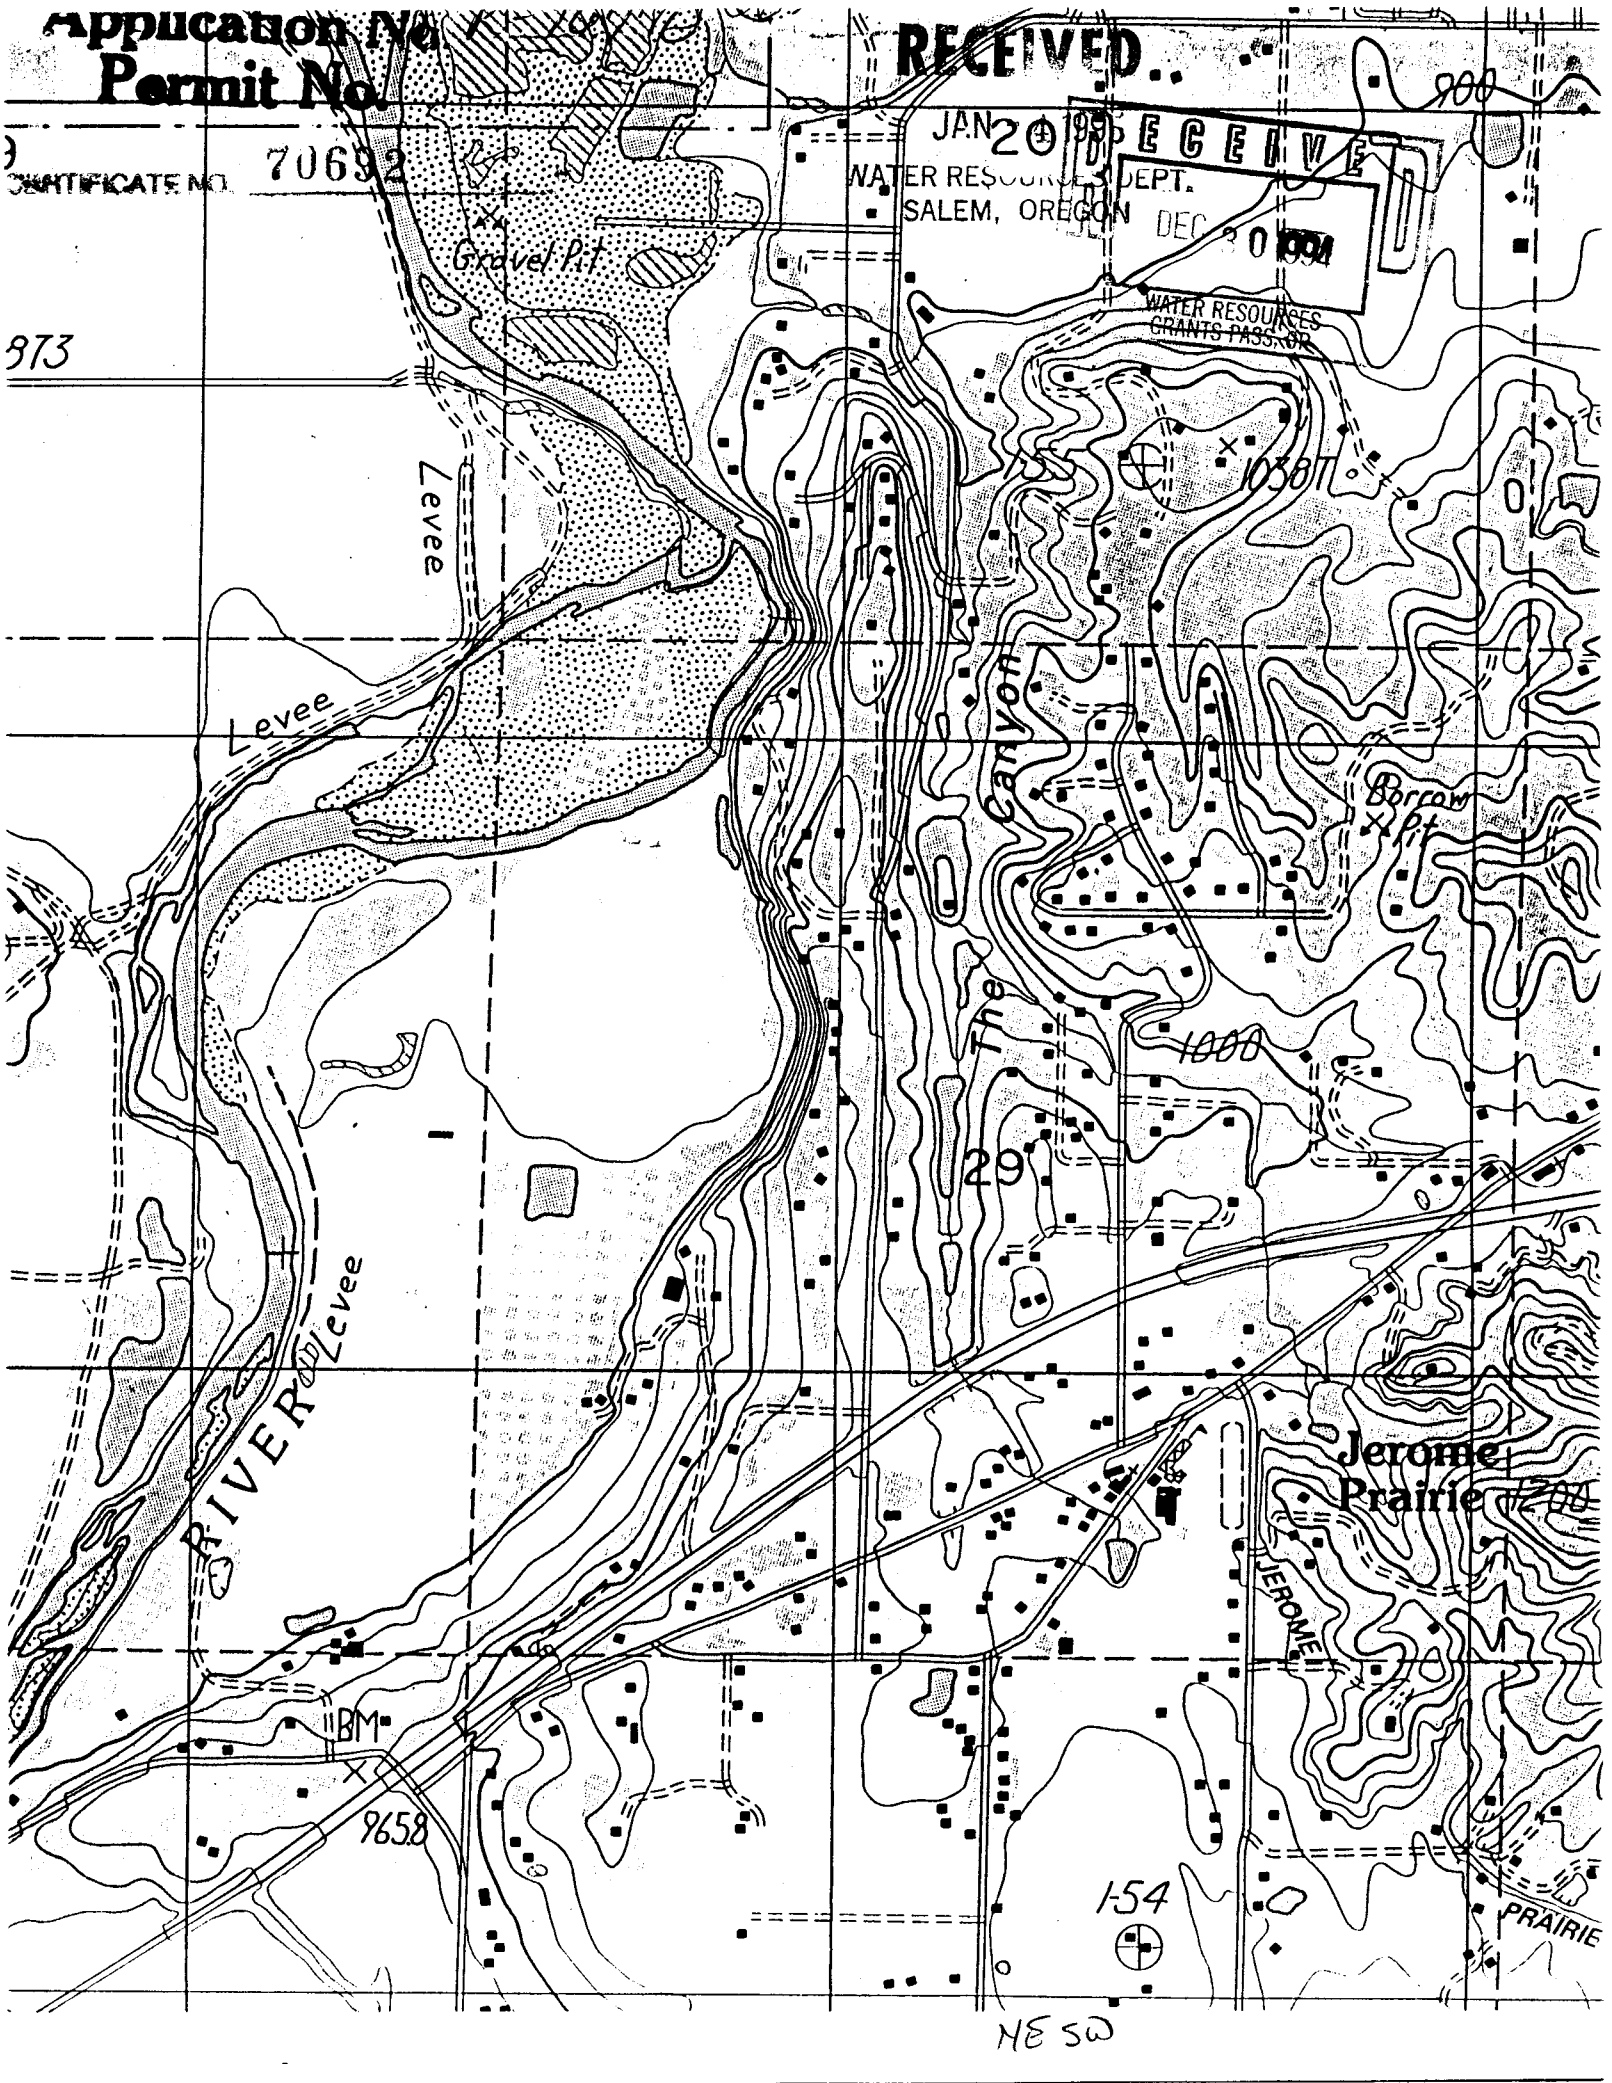 Application No.
Permit No.
RECEIVED
900
JAN
1995
20
RECEIVED
CERTIFICATE NO. 70692
WATER RESOURCES DEPT.
SALEM, OREGON
DEC 30 1994
Gravel Pit
WATER RESOURCES
GRANTS PASS, OR
873
1038T
Levee
Levee
Canyon
Borrow
Pit
The
1000
29
Levee
RIVER
Jerome
Prairie
1200
JEROME
BM
965.8
1-54
PRAIRIE
NE SW